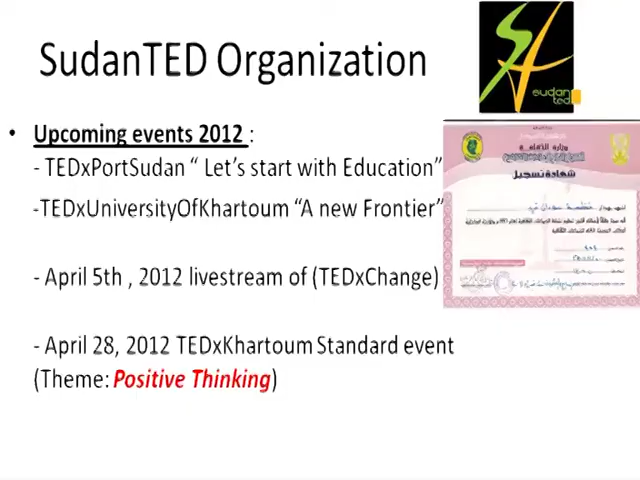 SudanTED Organization
sudan
ted
• Upcoming events 2012 :
- TEDxPortSudan “ Let’s start with Education”
-TEDxUniversityOfKhartoum “A new Frontier”
- April 5th , 2012 livestream of (TEDxChange)
- April 28, 2012 TEDxKhartoum Standard event
(Theme: Positive Thinking)
شهادة تسجيل